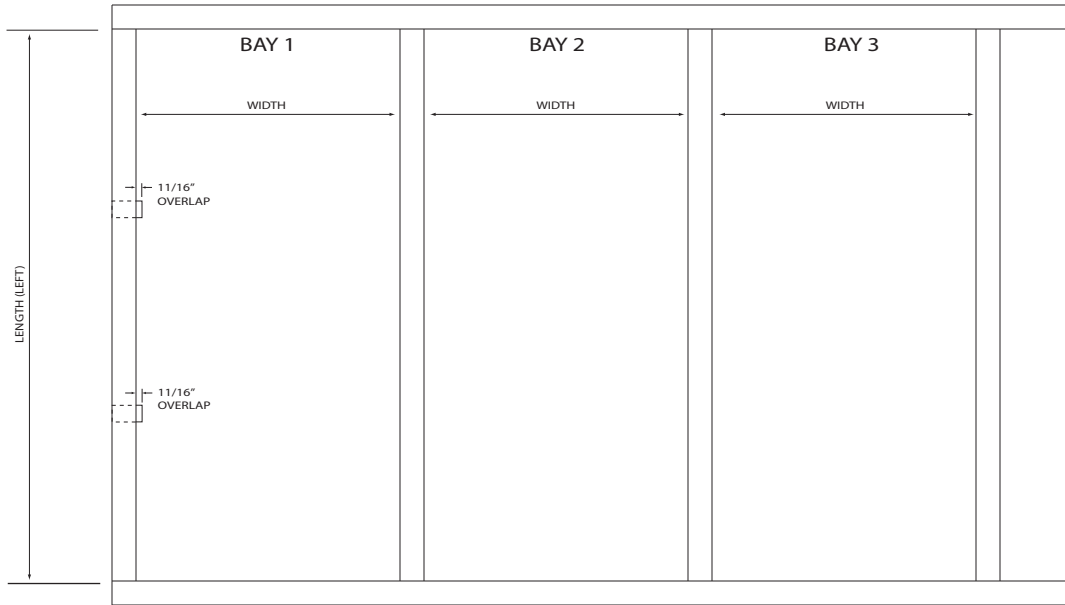 BAY 1
BAY 2
BAY 3
WIDTH
WIDTH
WIDTH
11/16"
OVERLAP
LENGTH (LEFT)
11/16"
OVERLAP